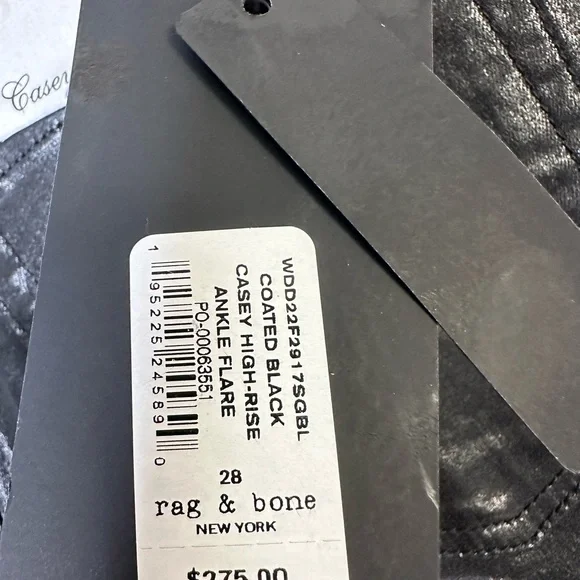 Casey
WDD22F2917SGBL
COATED BLACK
CASEY HIGH-RISE
ANKLE FLARE
PO-00063551
1 95225 24589 0
28
rag & bone
NEW YORK
$275.00